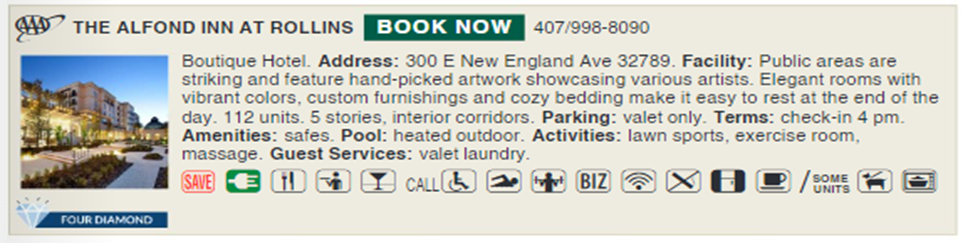 AAA THE ALFOND INN AT ROLLINS BOOK NOW 407/998-8090
Boutique Hotel. Address: 300 E New England Ave 32789. Facility: Public areas are
striking and feature hand-picked artwork showcasing various artists. Elegant rooms with
vibrant colors, custom furnishings and cozy bedding make it easy to rest at the end of the
day. 112 units. 5 stories, interior corridors. Parking: valet only. Terms: check-in 4 pm.
Amenities: safes. Pool: heated outdoor. Activities: lawn sports, exercise room,
massage. Guest Services: valet laundry.
SAVE CALL BIZ / SOME UNITS
FOUR DIAMOND